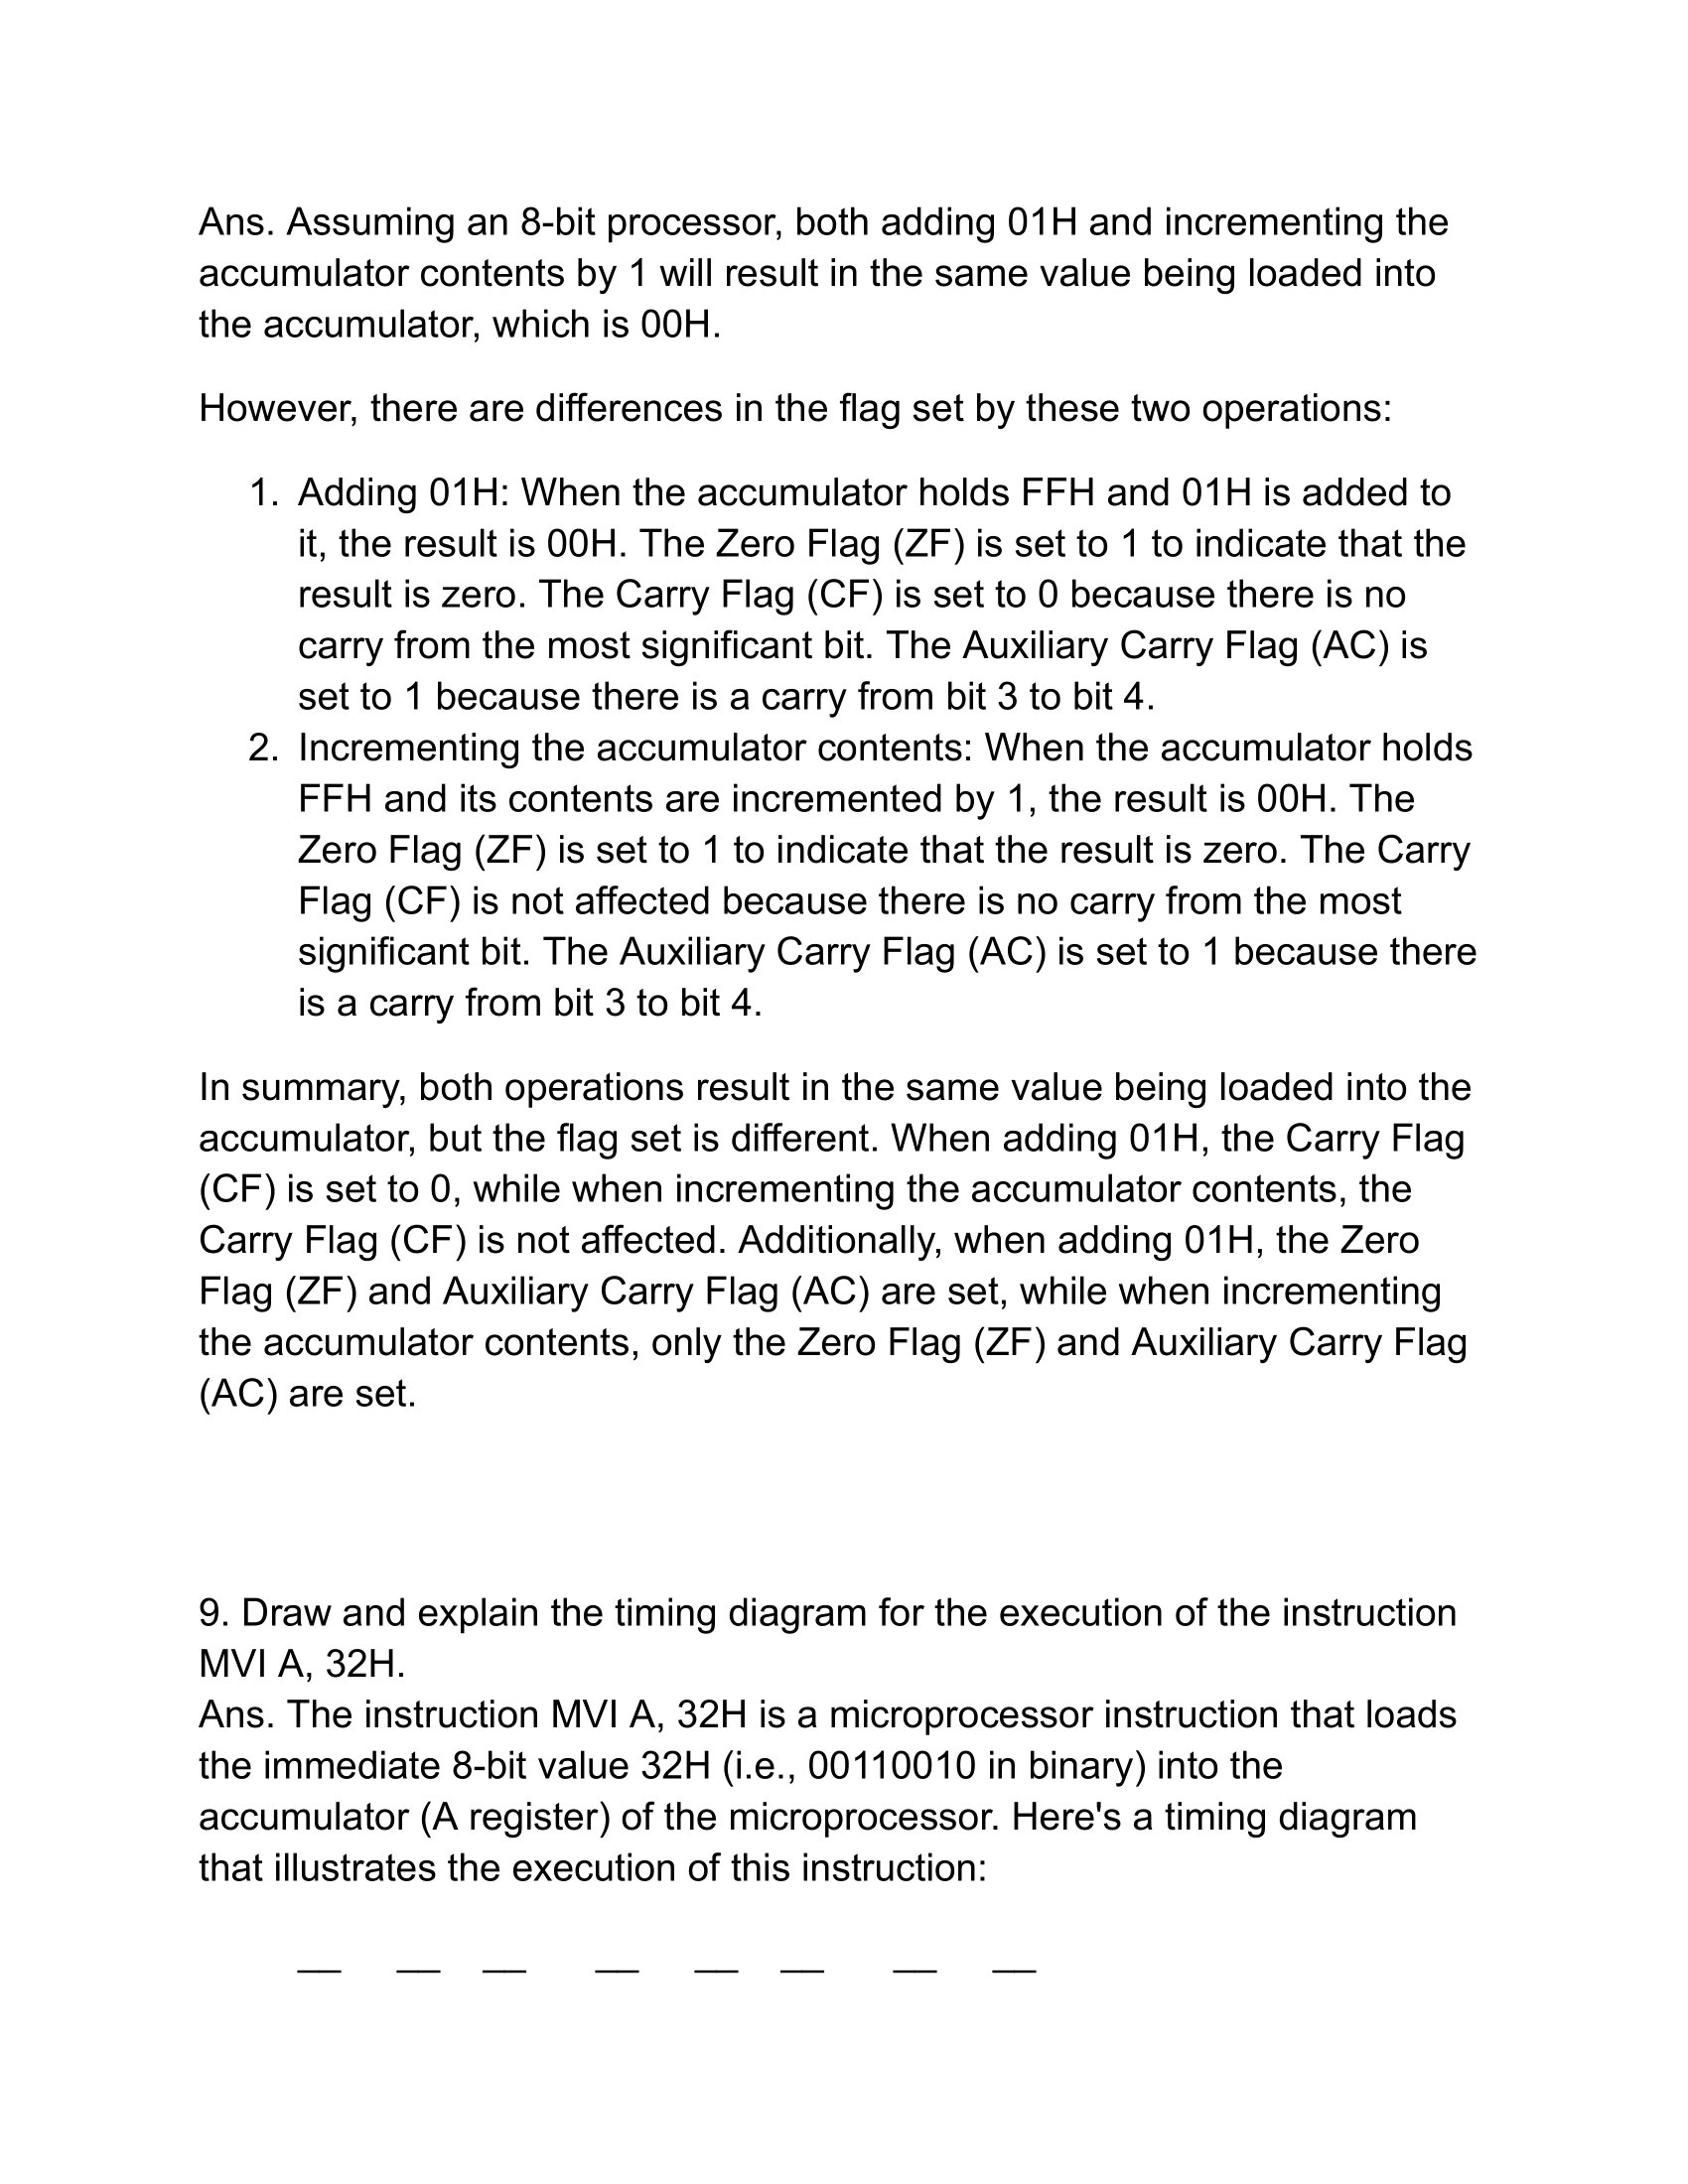 Ans. Assuming an 8-bit processor, both adding 01H and incrementing the
accumulator contents by 1 will result in the same value being loaded into
the accumulator, which is 00H.
However, there are differences in the flag set by these two operations:
1. Adding 01H: When the accumulator holds FFH and 01H is added to
it, the result is 00H. The Zero Flag (ZF) is set to 1 to indicate that the
result is zero. The Carry Flag (CF) is set to 0 because there is no
carry from the most significant bit. The Auxiliary Carry Flag (AC) is
set to 1 because there is a carry from bit 3 to bit 4.
2. Incrementing the accumulator contents: When the accumulator holds
FFH and its contents are incremented by 1, the result is 00H. The
Zero Flag (ZF) is set to 1 to indicate that the result is zero. The Carry
Flag (CF) is not affected because there is no carry from the most
significant bit. The Auxiliary Carry Flag (AC) is set to 1 because there
is a carry from bit 3 to bit 4.
In summary, both operations result in the same value being loaded into the
accumulator, but the flag set is different. When adding 01H, the Carry Flag
(CF) is set to 0, while when incrementing the accumulator contents, the
Carry Flag (CF) is not affected. Additionally, when adding 01H, the Zero
Flag (ZF) and Auxiliary Carry Flag (AC) are set, while when incrementing
the accumulator contents, only the Zero Flag (ZF) and Auxiliary Carry Flag
(AC) are set.
9. Draw and explain the timing diagram for the execution of the instruction
MVI A, 32H.
Ans. The instruction MVI A, 32H is a microprocessor instruction that loads
the immediate 8-bit value 32H (i.e., 00110010 in binary) into the
accumulator (A register) of the microprocessor. Here's a timing diagram
that illustrates the execution of this instruction:
__ __ __ __ __ __ __ __